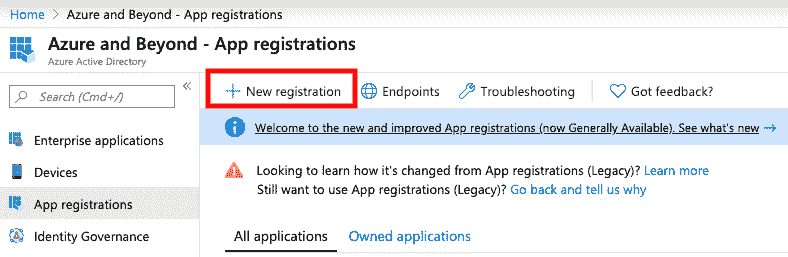 Home > Azure and Beyond - App registrations
Azure and Beyond - App registrations
Azure Active Directory
Search (Cmd+/)
«
New registration
Endpoints
Troubleshooting
Got feedback?
Welcome to the new and improved App registrations (now Generally Available). See what's new →
Enterprise applications
Devices
App registrations
Identity Governance
Looking to learn how it's changed from App registrations (Legacy)? Learn more
Still want to use App registrations (Legacy)? Go back and tell us why
All applications
Owned applications